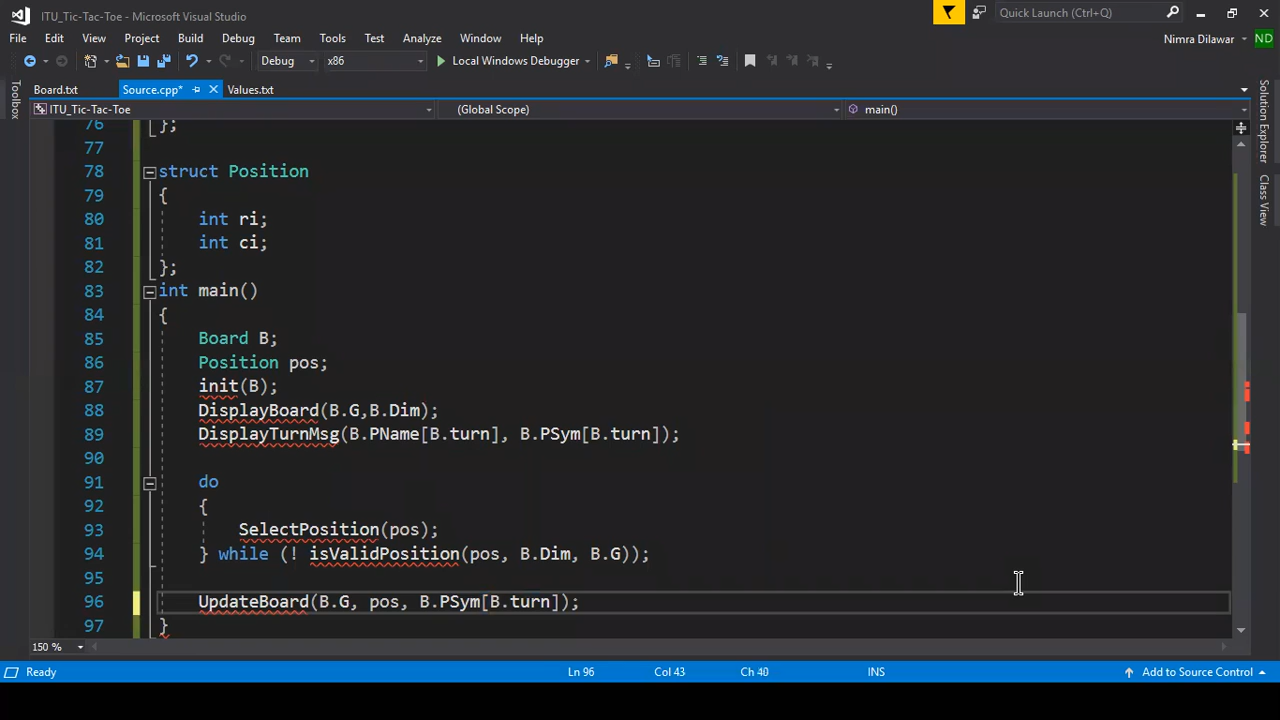 ITU_Tic-Tac-Toe - Microsoft Visual Studio
Quick Launch (Ctrl+Q)
File Edit View Project Build Debug Team Tools Test Analyze Window Help
Nimra Dilawar ND
Debug x86 Local Windows Debugger
Toolbox
Board.txt Source.cpp* Values.txt
Solution Explorer
Class View
ITU_Tic-Tac-Toe (Global Scope) main()
76 };
77
78 struct Position
79 {
80 int ri;
81 int ci;
82 };
83 int main()
84 {
85 Board B;
86 Position pos;
87 init(B);
88 DisplayBoard(B.G,B.Dim);
89 DisplayTurnMsg(B.PName[B.turn], B.PSym[B.turn]);
90
91 do
92 {
93 SelectPosition(pos);
94 } while (! isValidPosition(pos, B.Dim, B.G));
95
96 UpdateBoard(B.G, pos, B.PSym[B.turn]);
97 }
150 %
Ready Ln 96 Col 43 Ch 40 INS Add to Source Control